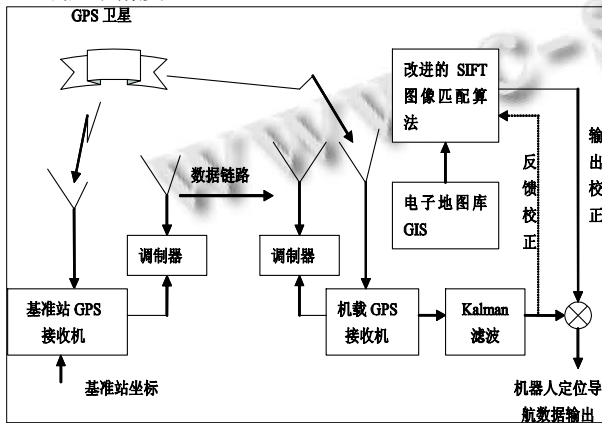 GPS 卫星
改进的 SIFT
图像匹配算
法
数据链路
电子地图库
GIS
反馈校正
输出校正
调制器
调制器
基准站 GPS
接收机
机载 GPS
接收机
Kalman
滤波
基准站坐标
机器人定位导
航数据输出